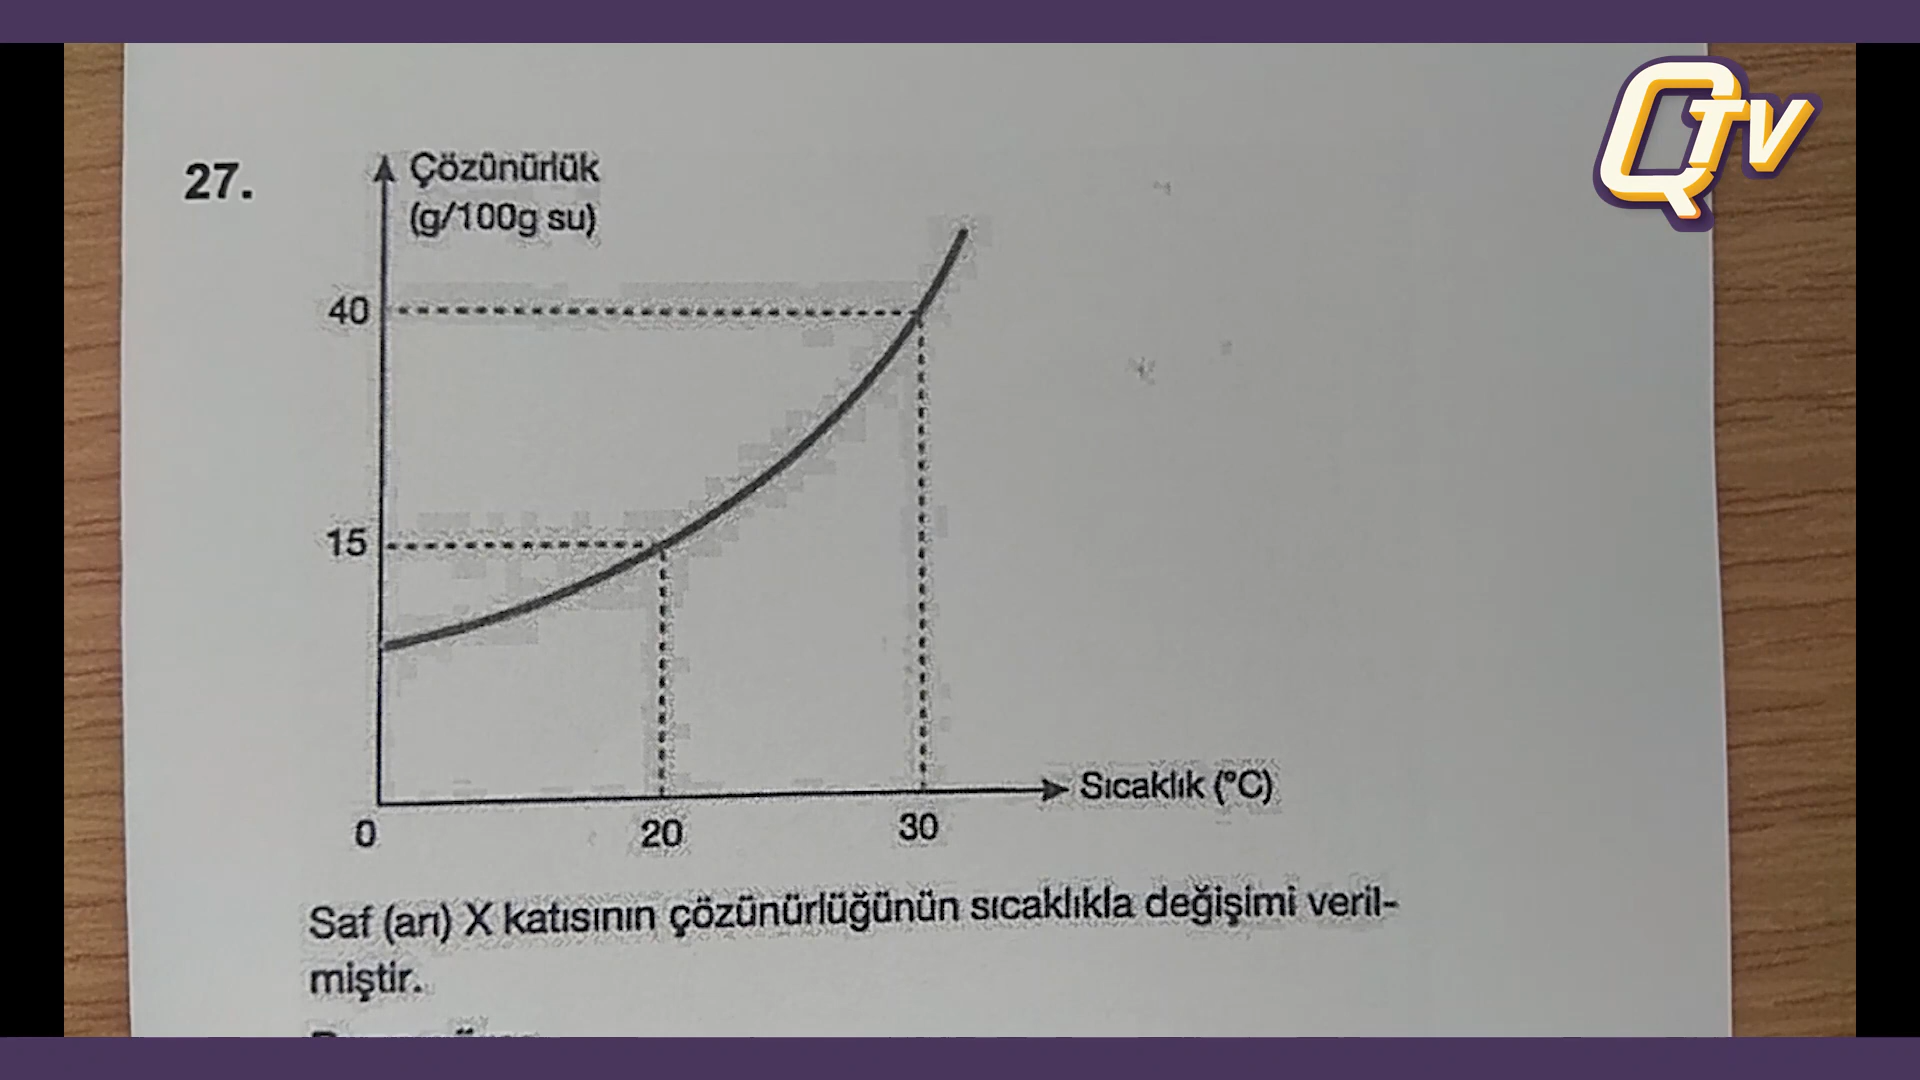 QTV
27.
Çözünürlük
(g/100g su)
40
15
0
20
30
Sıcaklık (°C)
Saf (arı) X katısının çözünürlüğünün sıcaklıkla değişimi veril-
miştir.